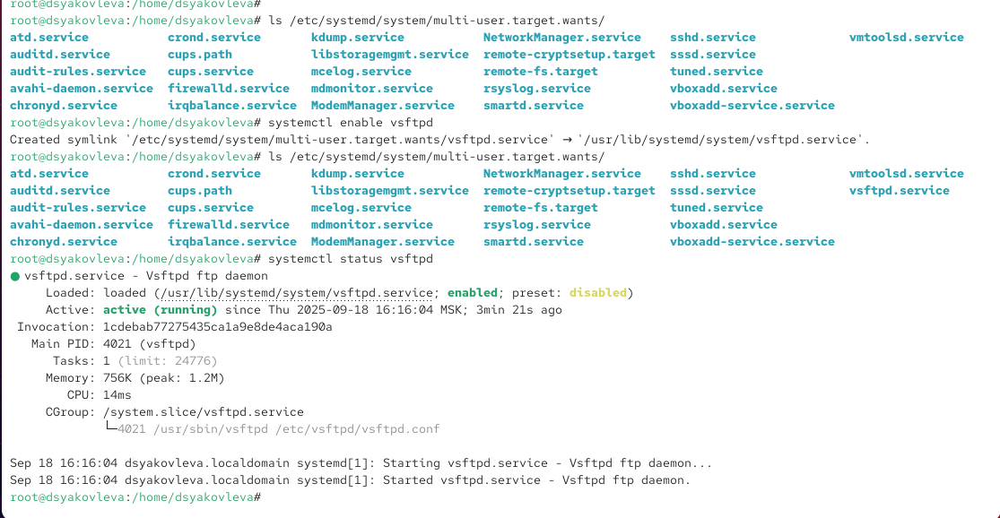 root@dsyakovleva:/home/dsyakovleva#
root@dsyakovleva:/home/dsyakovleva# ls /etc/systemd/system/multi-user.target.wants/
atd.service crond.service kdump.service NetworkManager.service sshd.service vmtoolsd.service
auditd.service cups.path libstoragemgmt.service remote-cryptsetup.target sssd.service
audit-rules.service cups.service mcelog.service remote-fs.target tuned.service
avahi-daemon.service firewalld.service mdmonitor.service rsyslog.service vboxadd.service
chronyd.service irqbalance.service ModemManager.service smartd.service vboxadd-service.service
root@dsyakovleva:/home/dsyakovleva# systemctl enable vsftpd
Created symlink '/etc/systemd/system/multi-user.target.wants/vsftpd.service' → '/usr/lib/systemd/system/vsftpd.service'.
root@dsyakovleva:/home/dsyakovleva# ls /etc/systemd/system/multi-user.target.wants/
atd.service crond.service kdump.service NetworkManager.service sshd.service vmtoolsd.service
auditd.service cups.path libstoragemgmt.service remote-cryptsetup.target sssd.service vsftpd.service
audit-rules.service cups.service mcelog.service remote-fs.target tuned.service
avahi-daemon.service firewalld.service mdmonitor.service rsyslog.service vboxadd.service
chronyd.service irqbalance.service ModemManager.service smartd.service vboxadd-service.service
root@dsyakovleva:/home/dsyakovleva# systemctl status vsftpd
● vsftpd.service - Vsftpd ftp daemon
Loaded: loaded (/usr/lib/systemd/system/vsftpd.service; enabled; preset: disabled)
Active: active (running) since Thu 2025-09-18 16:16:04 MSK; 3min 21s ago
Invocation: 1cdebab77275435ca1a9e8de4aca190a
Main PID: 4021 (vsftpd)
Tasks: 1 (limit: 24776)
Memory: 756K (peak: 1.2M)
CPU: 14ms
CGroup: /system.slice/vsftpd.service
└─4021 /usr/sbin/vsftpd /etc/vsftpd/vsftpd.conf
Sep 18 16:16:04 dsyakovleva.localdomain systemd[1]: Starting vsftpd.service - Vsftpd ftp daemon...
Sep 18 16:16:04 dsyakovleva.localdomain systemd[1]: Started vsftpd.service - Vsftpd ftp daemon.
root@dsyakovleva:/home/dsyakovleva#